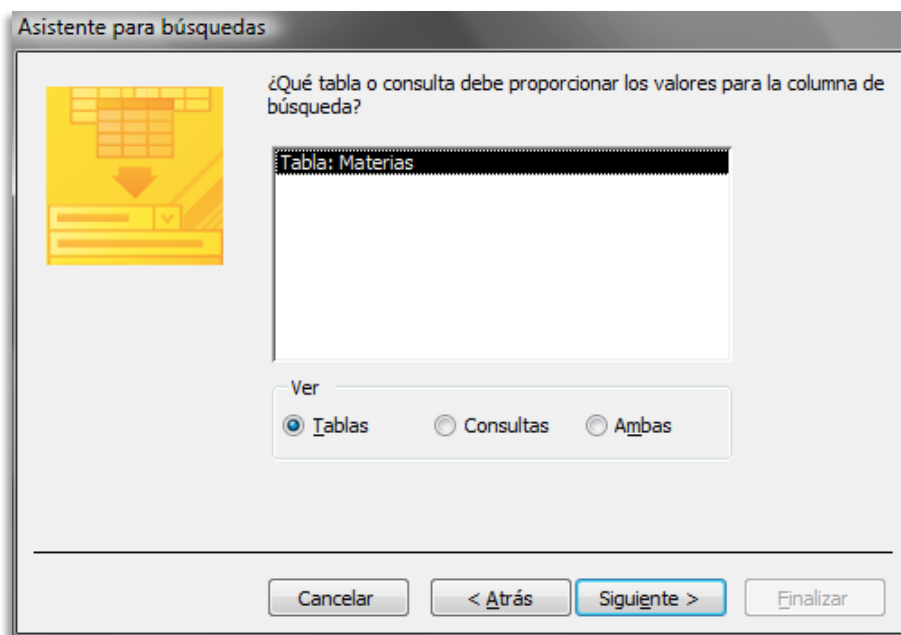 Asistente para búsquedas
¿Qué tabla o consulta debe proporcionar los valores para la columna de
búsqueda?
Tabla: Materias
Ver
Tablas Consultas Ambas
Cancelar < Atrás Siguiente > Finalizar